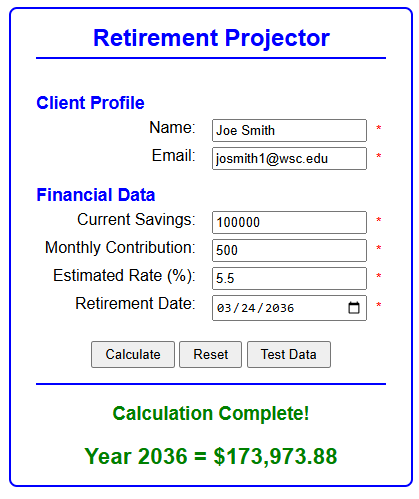 Retirement Projector
Client Profile
Name: Joe Smith *
Email: josmith1@wsc.edu *
Financial Data
Current Savings: 100000 *
Monthly Contribution: 500 *
Estimated Rate (%): 5.5 *
Retirement Date: 03/24/2036 *
Calculate Reset Test Data
Calculation Complete!
Year 2036 = $173,973.88